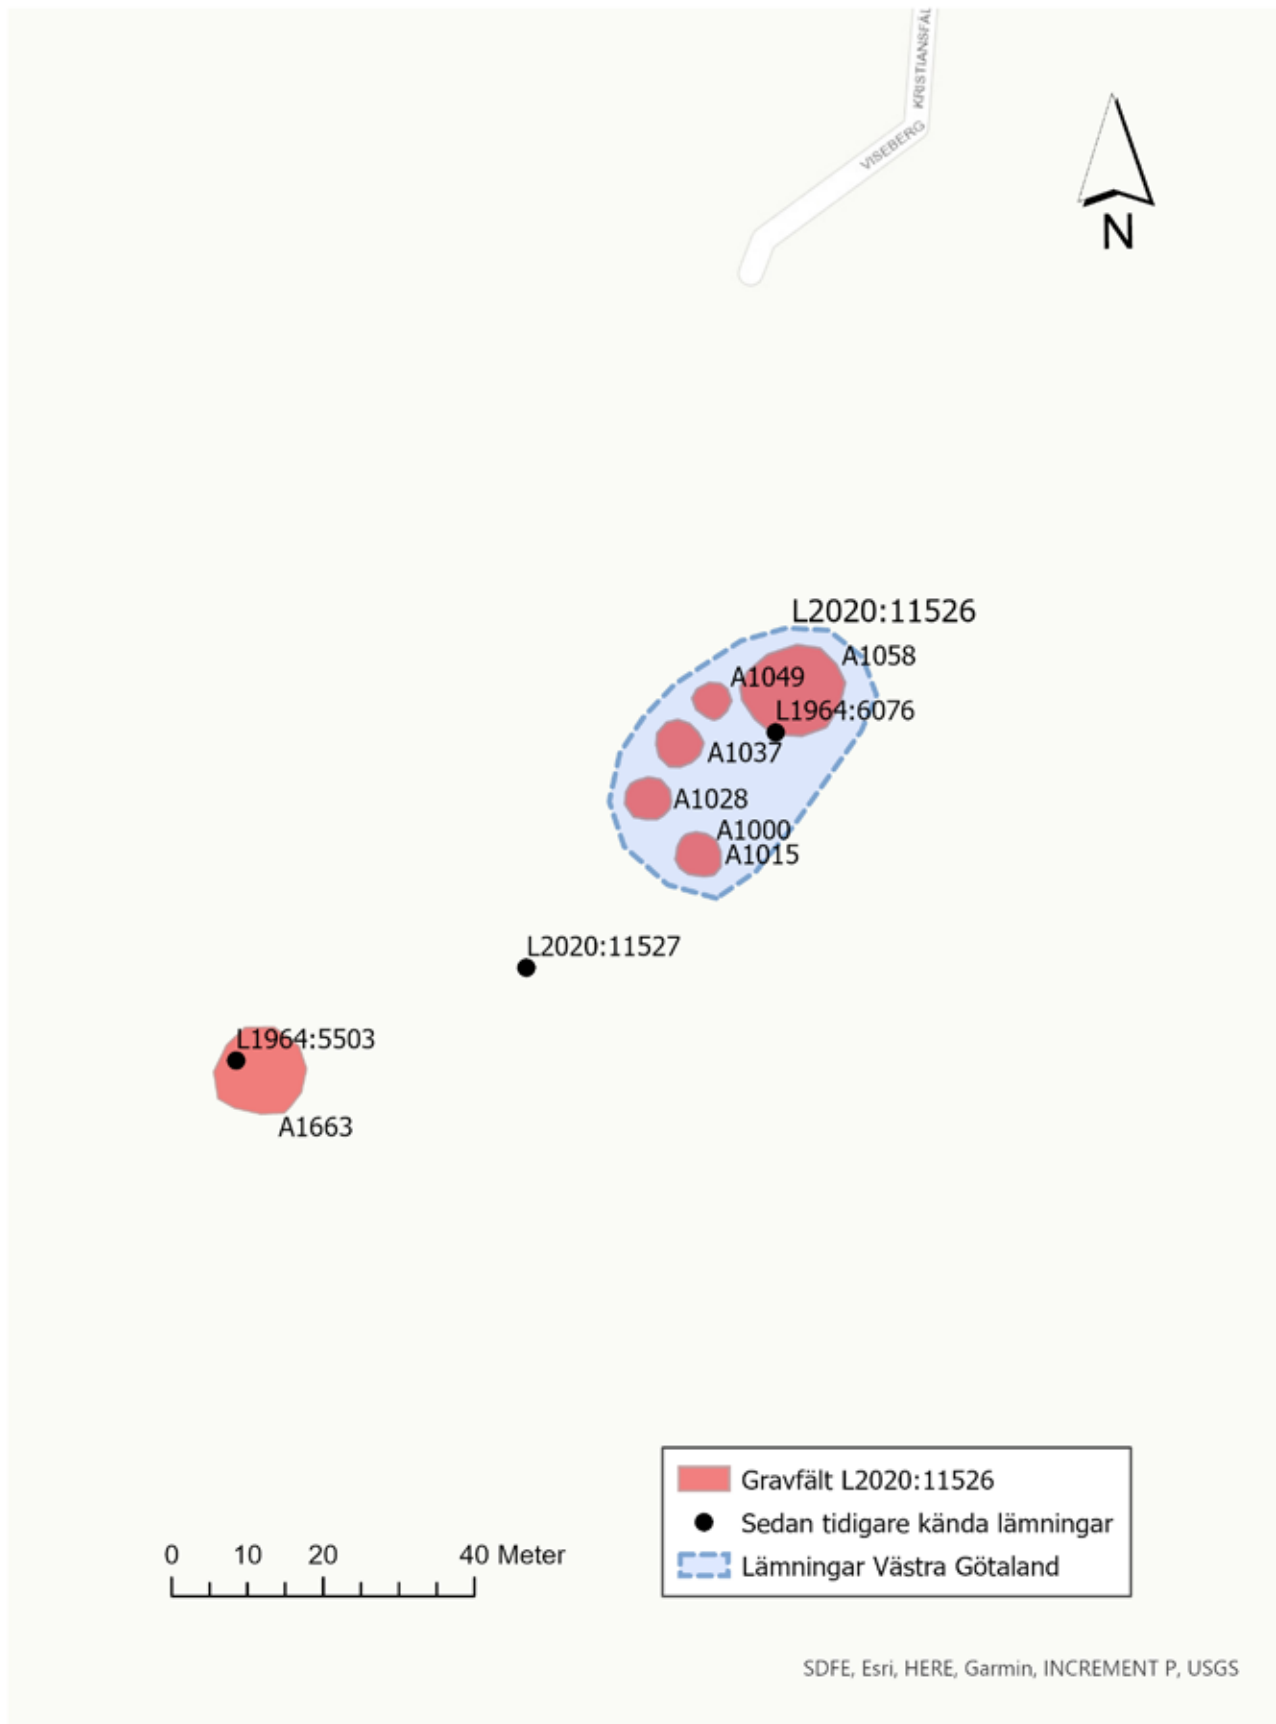 KRISTIANSFÄL
VISEBERG
N
L2020:11526
A1058
A1049
L1964:6076
A1037
A1028
A1000
A1015
L2020:11527
L1964:5503
A1663
Gravfält L2020:11526
Sedan tidigare kända lämningar
Lämningar Västra Götaland
0 10 20 40 Meter
SDFE, Esri, HERE, Garmin, INCREMENT P, USGS